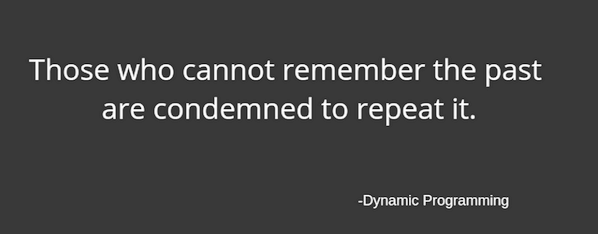 Those who cannot remember the past
are condemned to repeat it.
-Dynamic Programming